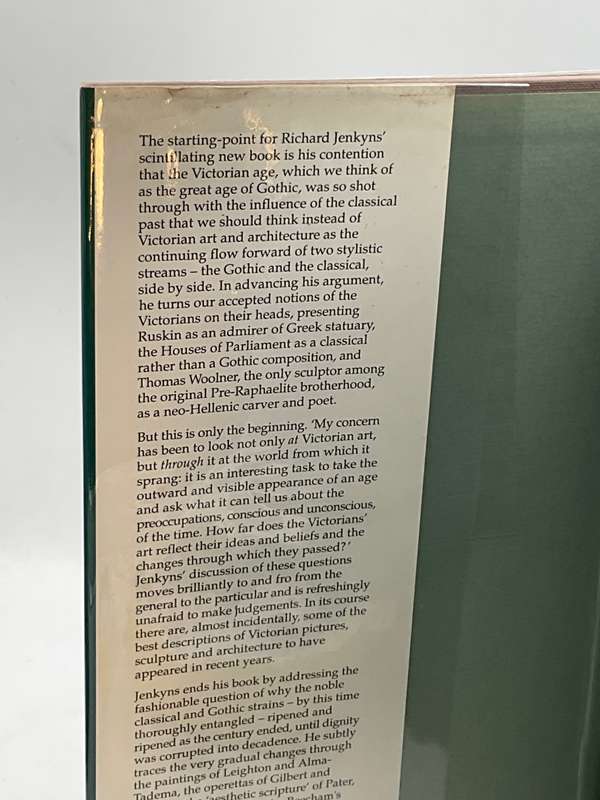 The starting-point for Richard Jenkyns'
scintillating new book is his contention
that the Victorian age, which we think of
as the great age of Gothic, was so shot
through with the influence of the classical
past that we should think instead of
Victorian art and architecture as the
continuing flow forward of two stylistic
streams – the Gothic and the classical,
side by side. In advancing his argument,
he turns our accepted notions of the
Victorians on their heads, presenting
Ruskin as an admirer of Greek statuary,
the Houses of Parliament as a classical
rather than a Gothic composition, and
Thomas Woolner, the only sculptor among
the original Pre-Raphaelite brotherhood,
as a neo-Hellenic carver and poet.
But this is only the beginning. 'My concern
has been to look not only at Victorian art,
but through it at the world from which it
sprang: it is an interesting task to take the
outward and visible appearance of an age
and ask what it can tell us about the
preoccupations, conscious and unconscious,
of the time. How far does the Victorians'
art reflect their ideas and beliefs and the
changes through which they passed?'
Jenkyns' discussion of these questions
moves brilliantly to and fro from the
general to the particular and is refreshingly
unafraid to make judgements. In its course
there are, almost incidentally, some of the
best descriptions of Victorian pictures,
sculpture and architecture to have
appeared in recent years.
Jenkyns ends his book by addressing the
fashionable question of why the noble
classical and Gothic strains – by this time
thoroughly entangled – ripened and
ripened as the century ended, until dignity
was corrupted into decadence. He subtly
traces the very gradual changes through
the paintings of Leighton and Alma-
Tadema, the operettas of Gilbert and
'aesthetic scripture' of Pater,
Beecham's